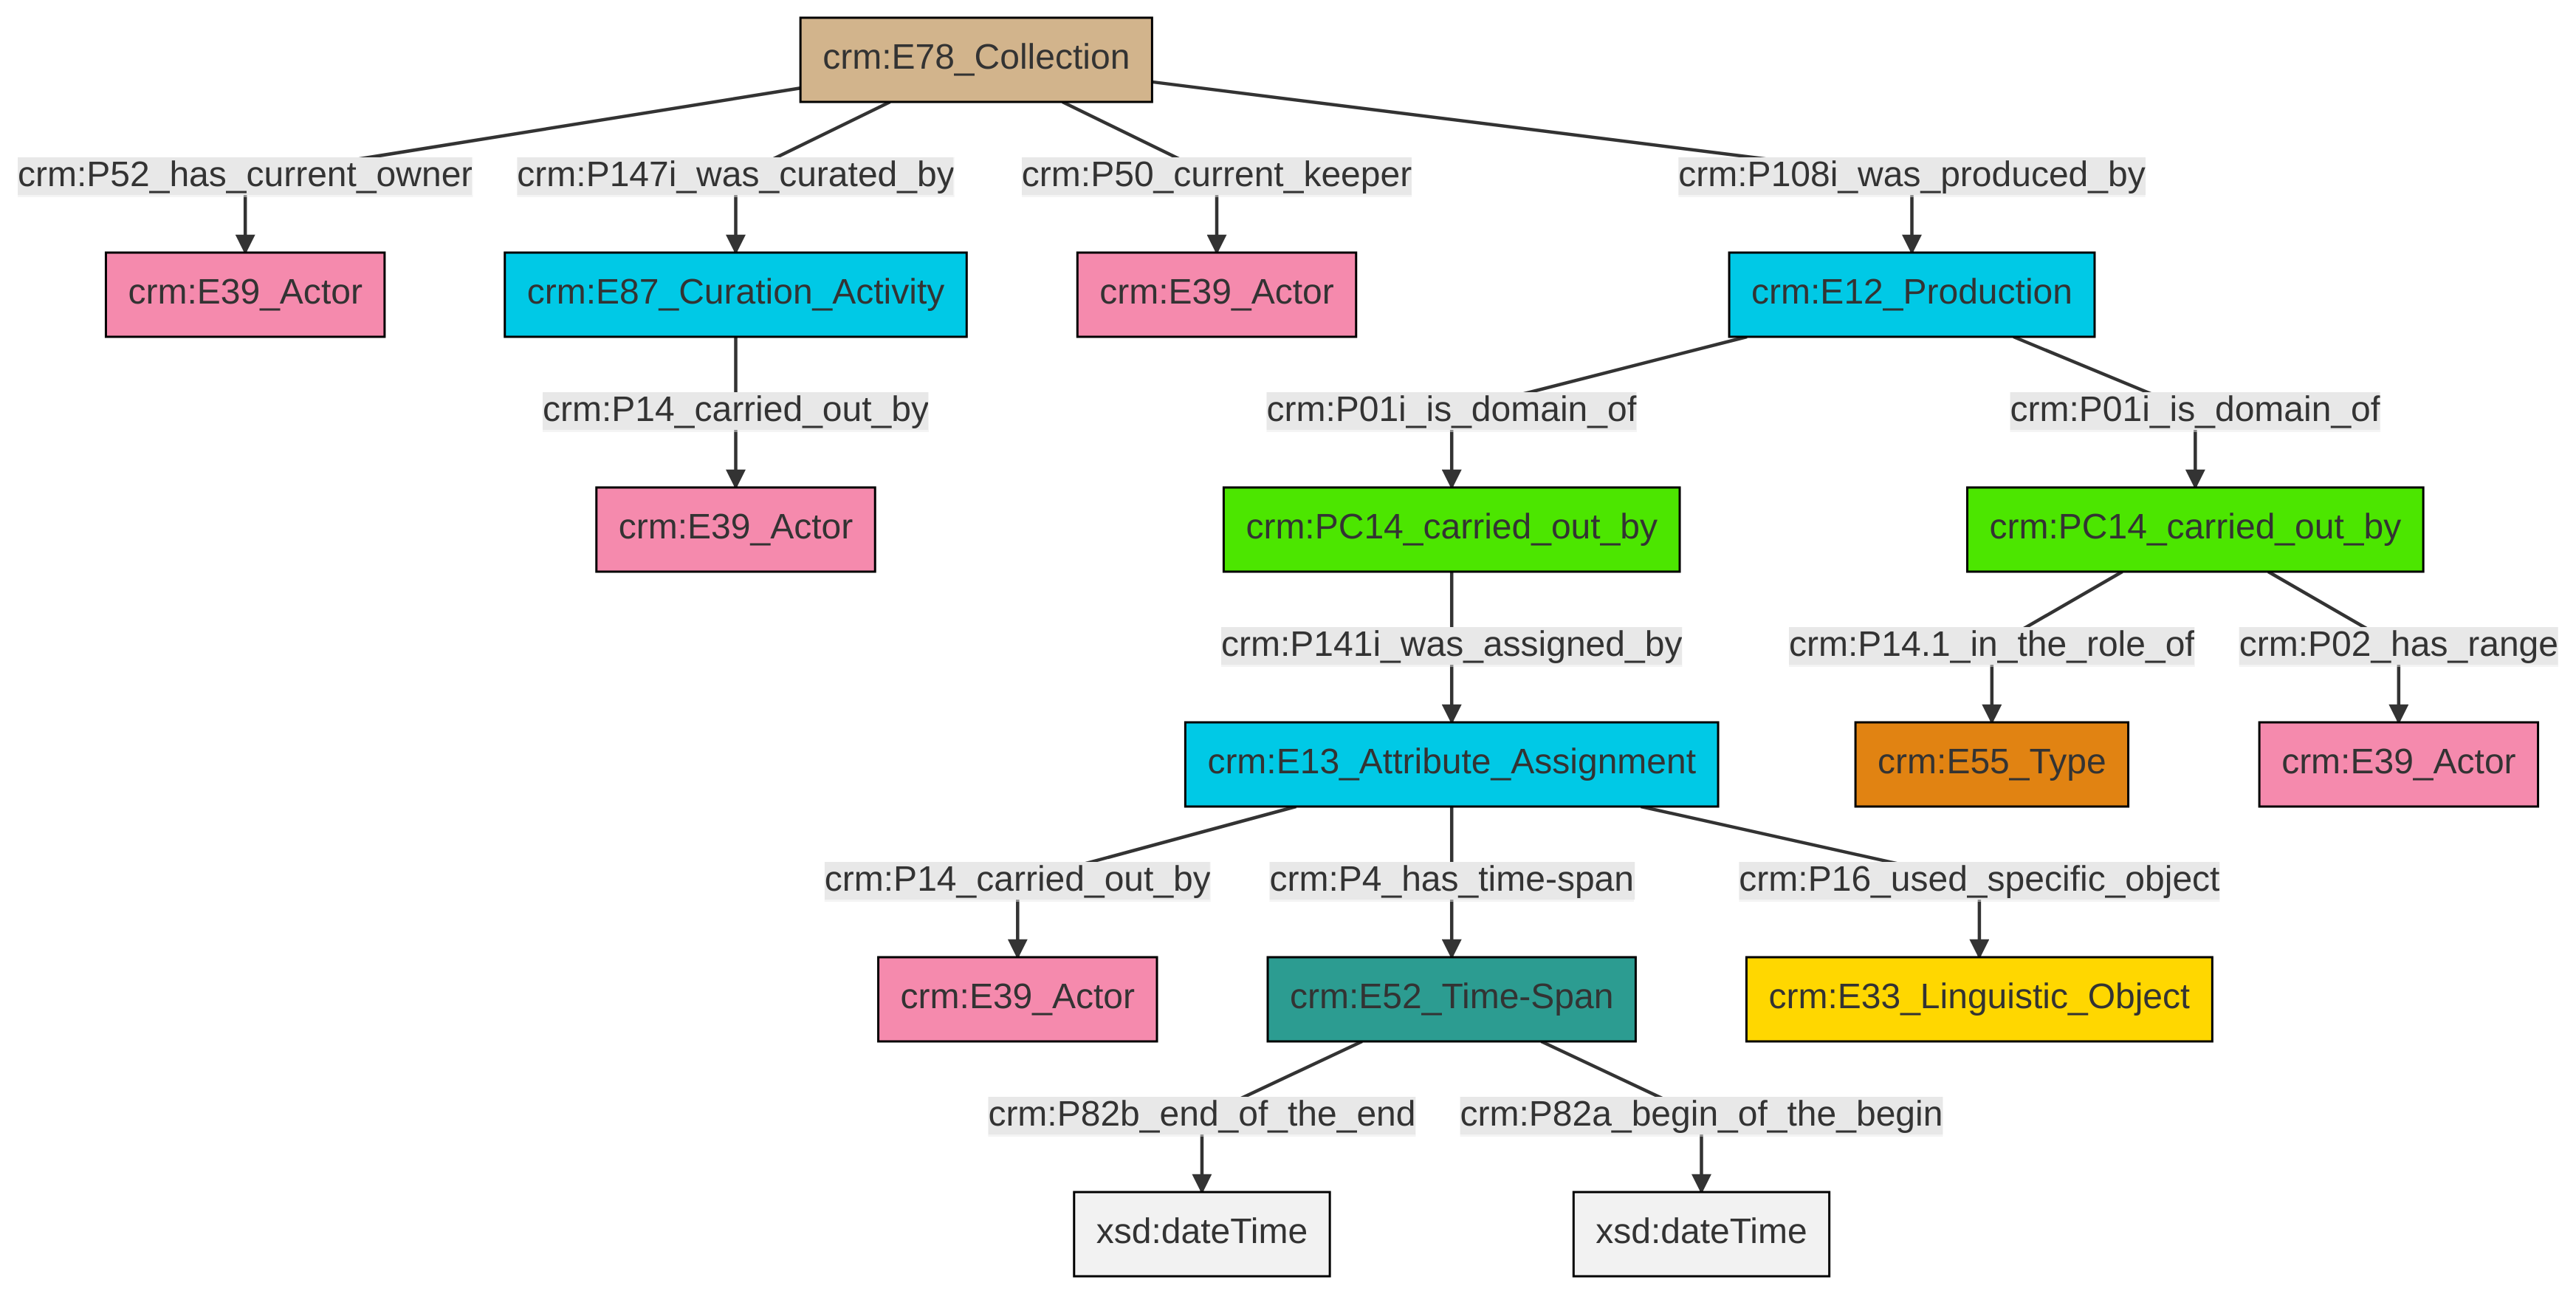 crm:E78_Collection
crm:P52_has_current_owner
crm:P147i_was_curated_by
crm:P50_current_keeper
crm:P108i_was_produced_by
crm:E39_Actor
crm:E87_Curation_Activity
crm:E39_Actor
crm:E12_Production
crm:P14_carried_out_by
crm:P01i_is_domain_of
crm:P01i_is_domain_of
crm:E39_Actor
crm:PC14_carried_out_by
crm:PC14_carried_out_by
crm:P141i_was_assigned_by
crm:P14.1_in_the_role_of
crm:P02_has_range
crm:E13_Attribute_Assignment
crm:E55_Type
crm:E39_Actor
crm:P14_carried_out_by
crm:P4_has_time-span
crm:P16_used_specific_object
crm:E39_Actor
crm:E52_Time-Span
crm:E33_Linguistic_Object
crm:P82b_end_of_the_end
crm:P82a_begin_of_the_begin
xsd:dateTime
xsd:dateTime